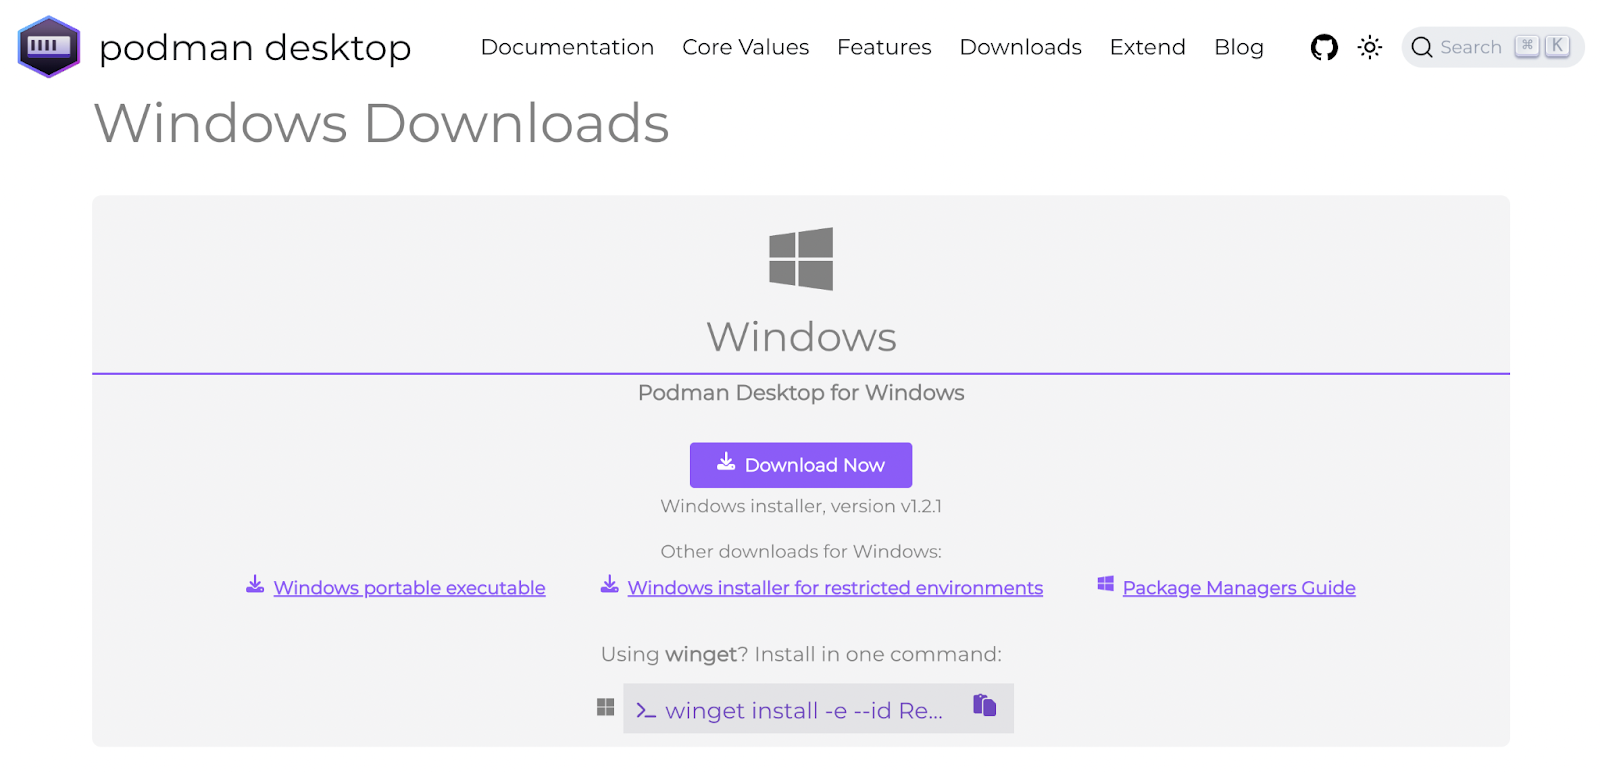 podman desktop Documentation Core Values Features Downloads Extend Blog Search ⌘ K
Windows Downloads
Windows
Podman Desktop for Windows
Download Now
Windows installer, version v1.2.1
Other downloads for Windows:
Windows portable executable Windows installer for restricted environments Package Managers Guide
Using winget? Install in one command:
>_ winget install -e --id Re...